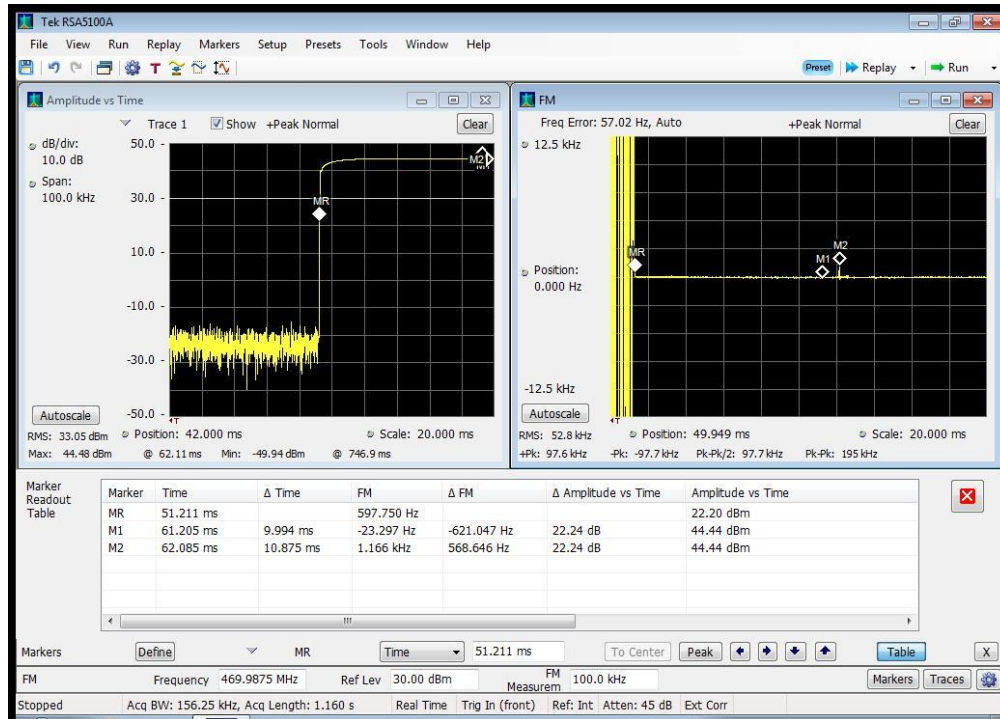 Tek RSA5100A
File View Run Replay Markers Setup Presets Tools Window Help
T Preset Replay Run
Amplitude vs Time
Trace 1 Show +Peak Normal Clear
dB/div:
10.0 dB
Span:
100.0 kHz
50.0
30.0
10.0
-10.0
-30.0
-50.0
MR
M2
T
Autoscale
Position: 42.000 ms Scale: 20.000 ms
RMS: 33.05 dBm
Max: 44.48 dBm @ 62.11 ms Min: -49.94 dBm @ 746.9 ms
FM
Freq Error: 57.02 Hz, Auto +Peak Normal Clear
12.5 kHz
Position:
0.000 Hz
-12.5 kHz
MR
M1
M2
T
Autoscale
RMS: 52.8 kHz Position: 49.949 ms Scale: 20.000 ms
+Pk: 97.6 kHz -Pk: -97.7 kHz Pk-Pk/2: 97.7 kHz Pk-Pk: 195 kHz
Marker
Readout
Table
Marker Time Δ Time FM Δ FM Δ Amplitude vs Time Amplitude vs Time
MR 51.211 ms 597.750 Hz 22.20 dBm
M1 61.205 ms 9.994 ms -23.297 Hz -621.047 Hz 22.24 dB 44.44 dBm
M2 62.085 ms 10.875 ms 1.166 kHz 568.646 Hz 22.24 dB 44.44 dBm
Markers Define MR Time 51.211 ms To Center Peak Table X
FM Frequency 469.9875 MHz Ref Lev 30.00 dBm FM Measurem 100.0 kHz Markers Traces
Stopped Acq BW: 156.25 kHz, Acq Length: 1.160 s Real Time Trig In (front) Ref: Int Atten: 45 dB Ext Corr